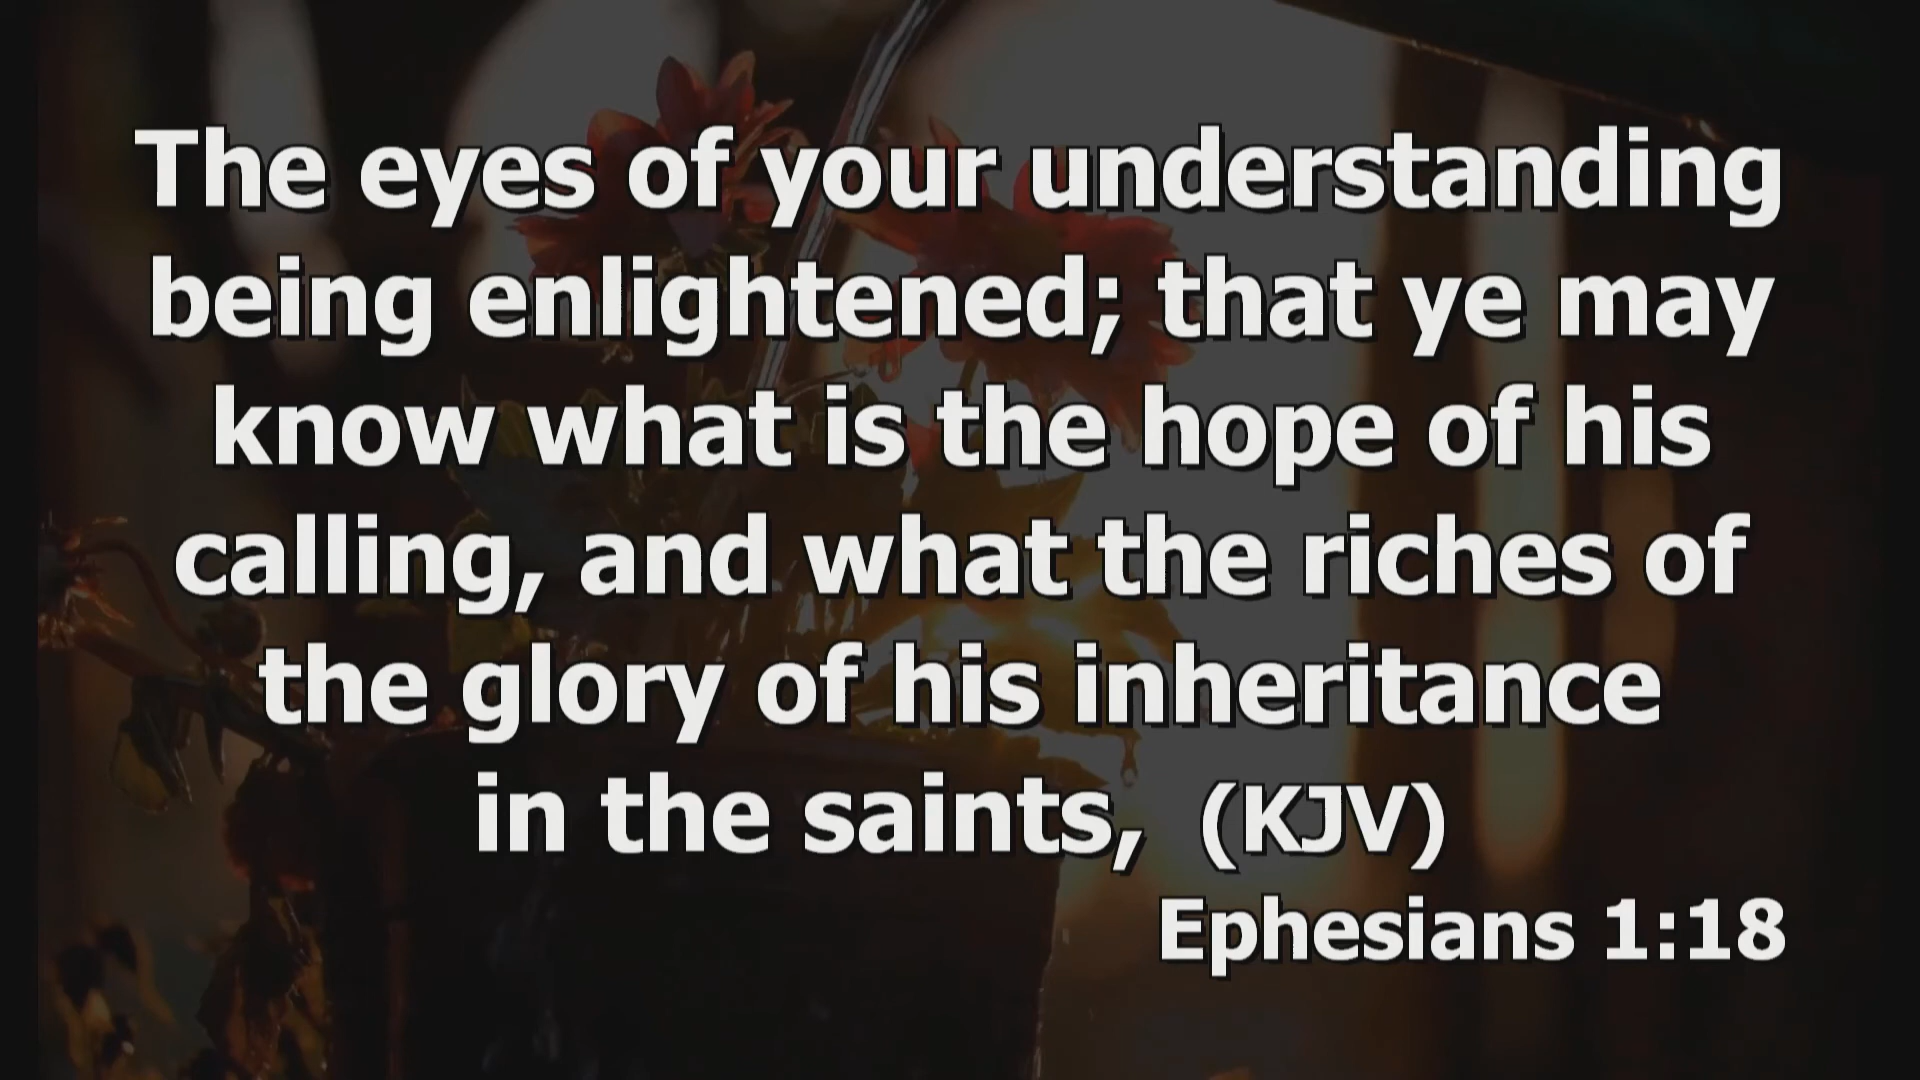 The eyes of your understanding
being enlightened; that ye may
know what is the hope of his
calling, and what the riches of
the glory of his inheritance
in the saints, (KJV)
Ephesians 1:18